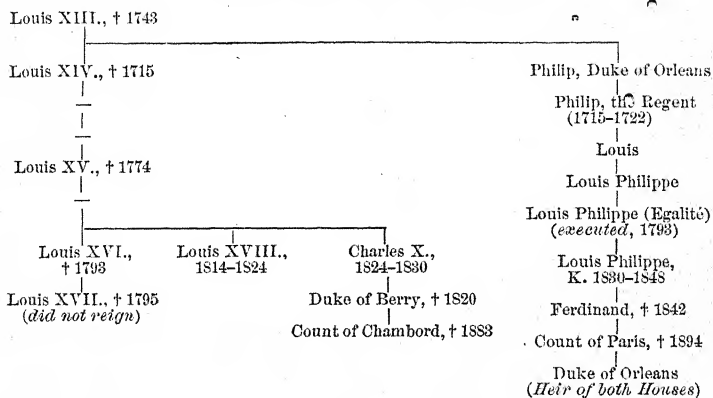 Louis XIII., † 1743
Louis XIV., † 1715
Philip, Duke of Orleans
Philip, the Regent
(1715–1722)
Louis
Louis XV., † 1774
Louis Philippe
Louis Philippe (Egalité)
(executed, 1793)
Louis XVI.,
† 1793
Louis XVIII.,
1814–1824
Charles X.,
1824–1830
Louis Philippe,
K. 1830–1848
Louis XVII., † 1795
(did not reign)
Duke of Berry, † 1820
Ferdinand, † 1842
Count of Chambord, † 1883
Count of Paris, † 1894
Duke of Orleans
(Heir of both Houses)